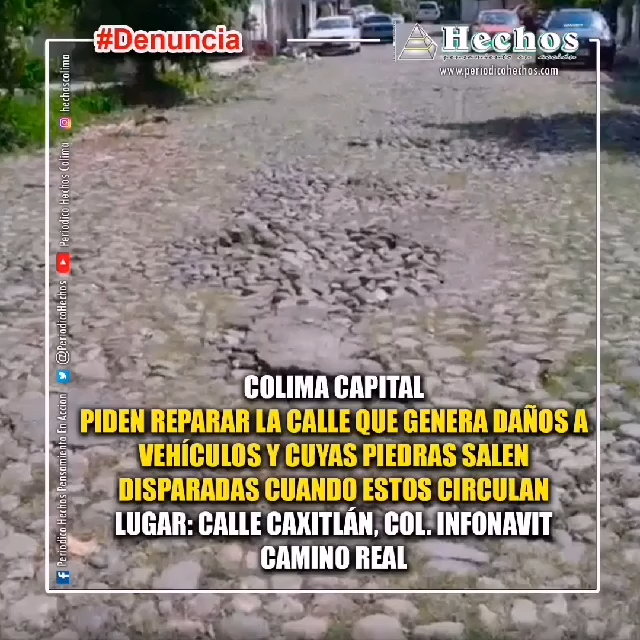 #Denuncia
Hechos
pensamiento en acción
www.periodicohechos.com
hechoscolima
Periodico Hechos Colima
@PeriodicoHechos
Periodico Hechos Pensamiento En Accion
COLIMA CAPITAL
PIDEN REPARAR LA CALLE QUE GENERA DAÑOS A
VEHÍCULOS Y CUYAS PIEDRAS SALEN
DISPARADAS CUANDO ESTOS CIRCULAN
LUGAR: CALLE CAXITLÁN, COL. INFONAVIT
CAMINO REAL